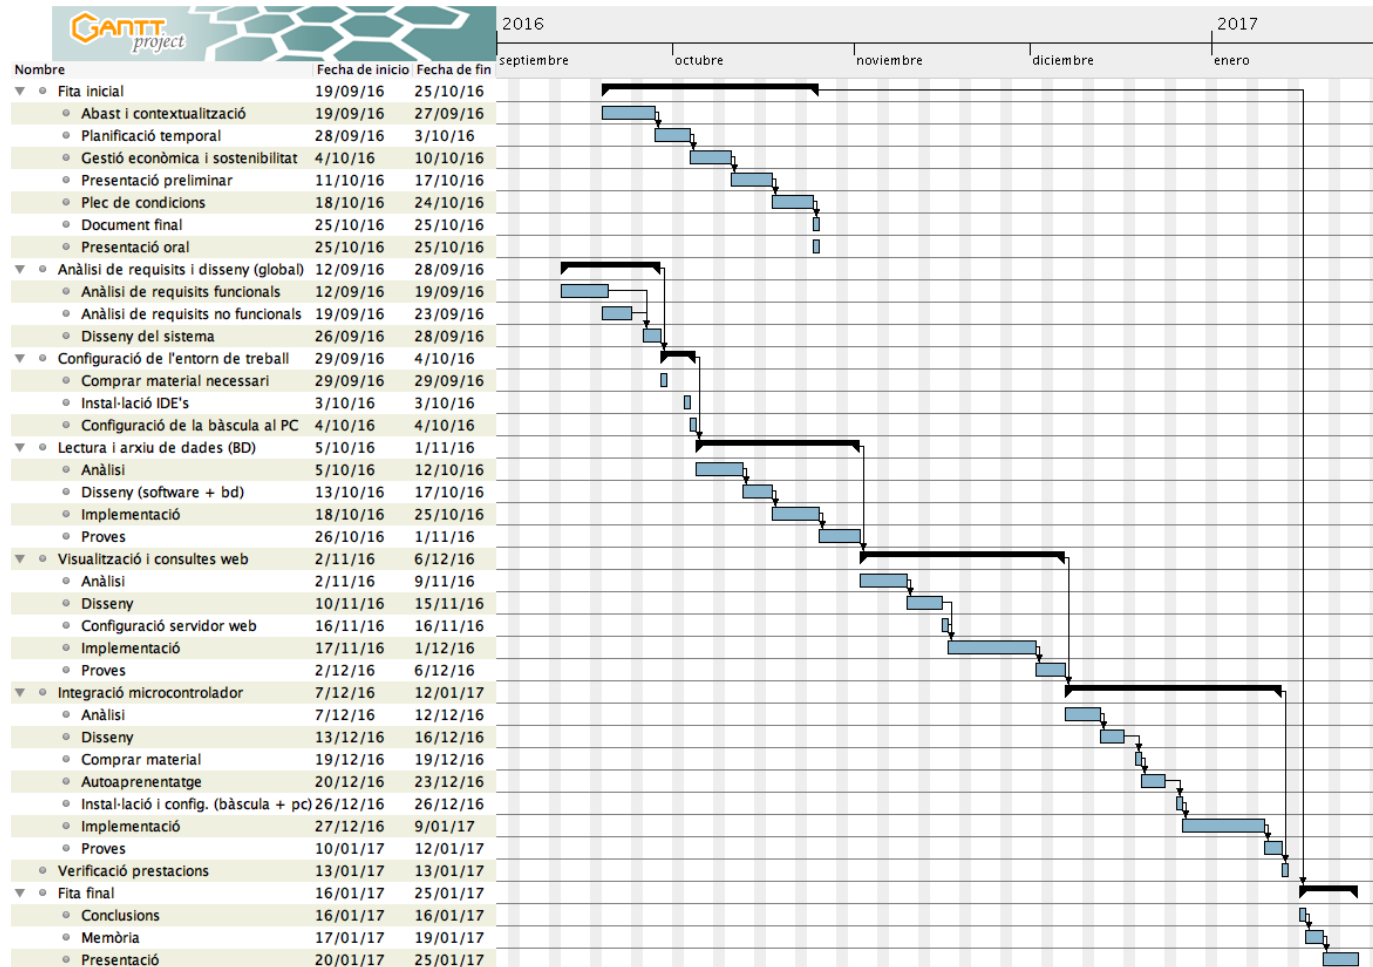 GANTT
project
2016
2017
septiembre
octubre
noviembre
diciembre
enero
Nombre Fecha de inicio Fecha de fin
Fita inicial 19/09/16 25/10/16
Abast i contextualització 19/09/16 27/09/16
Planificació temporal 28/09/16 3/10/16
Gestió econòmica i sostenibilitat 4/10/16 10/10/16
Presentació preliminar 11/10/16 17/10/16
Plec de condicions 18/10/16 24/10/16
Document final 25/10/16 25/10/16
Presentació oral 25/10/16 25/10/16
Anàlisi de requisits i disseny (global) 12/09/16 28/09/16
Anàlisi de requisits funcionals 12/09/16 19/09/16
Anàlisi de requisits no funcionals 19/09/16 23/09/16
Disseny del sistema 26/09/16 28/09/16
Configuració de l'entorn de treball 29/09/16 4/10/16
Comprar material necessari 29/09/16 29/09/16
Instal·lació IDE's 3/10/16 3/10/16
Configuració de la bàscula al PC 4/10/16 4/10/16
Lectura i arxiu de dades (BD) 5/10/16 1/11/16
Anàlisi 5/10/16 12/10/16
Disseny (software + bd) 13/10/16 17/10/16
Implementació 18/10/16 25/10/16
Proves 26/10/16 1/11/16
Visualització i consultes web 2/11/16 6/12/16
Anàlisi 2/11/16 9/11/16
Disseny 10/11/16 15/11/16
Configuració servidor web 16/11/16 16/11/16
Implementació 17/11/16 1/12/16
Proves 2/12/16 6/12/16
Integració microcontrolador 7/12/16 12/01/17
Anàlisi 7/12/16 12/12/16
Disseny 13/12/16 16/12/16
Comprar material 19/12/16 19/12/16
Autoaprenentatge 20/12/16 23/12/16
Instal·lació i config. (bàscula + pc) 26/12/16 26/12/16
Implementació 27/12/16 9/01/17
Proves 10/01/17 12/01/17
Verificació prestacions 13/01/17 13/01/17
Fita final 16/01/17 25/01/17
Conclusions 16/01/17 16/01/17
Memòria 17/01/17 19/01/17
Presentació 20/01/17 25/01/17